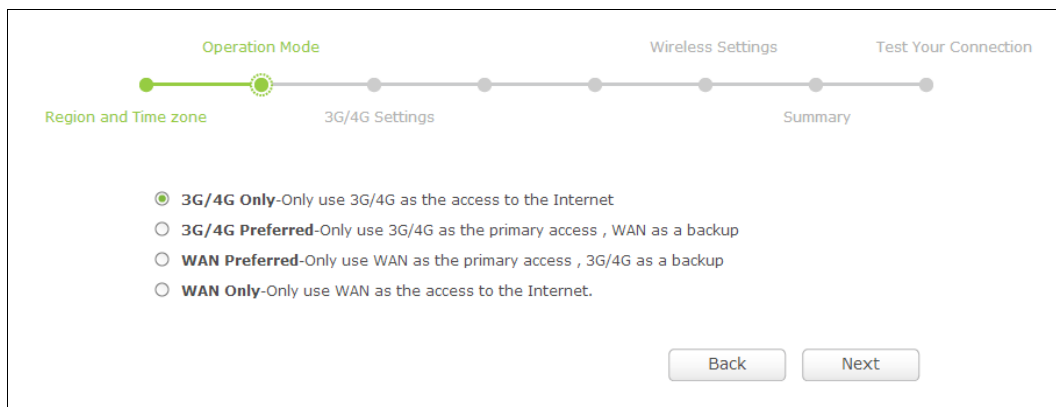 Operation Mode Wireless Settings Test Your Connection
Region and Time zone 3G/4G Settings Summary
3G/4G Only-Only use 3G/4G as the access to the Internet
3G/4G Preferred-Only use 3G/4G as the primary access , WAN as a backup
WAN Preferred-Only use WAN as the primary access , 3G/4G as a backup
WAN Only-Only use WAN as the access to the Internet.
Back Next